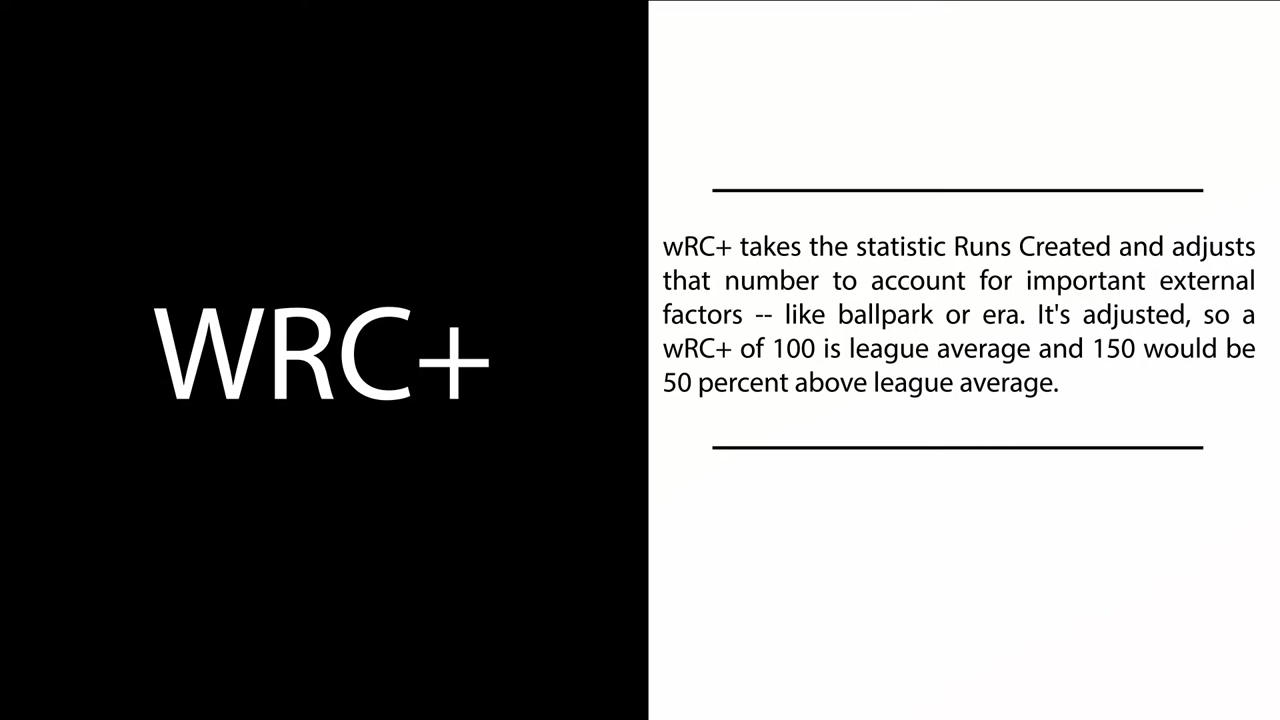 WRC+
wRC+ takes the statistic Runs Created and adjusts
that number to account for important external
factors -- like ballpark or era. It's adjusted, so a
wRC+ of 100 is league average and 150 would be
50 percent above league average.